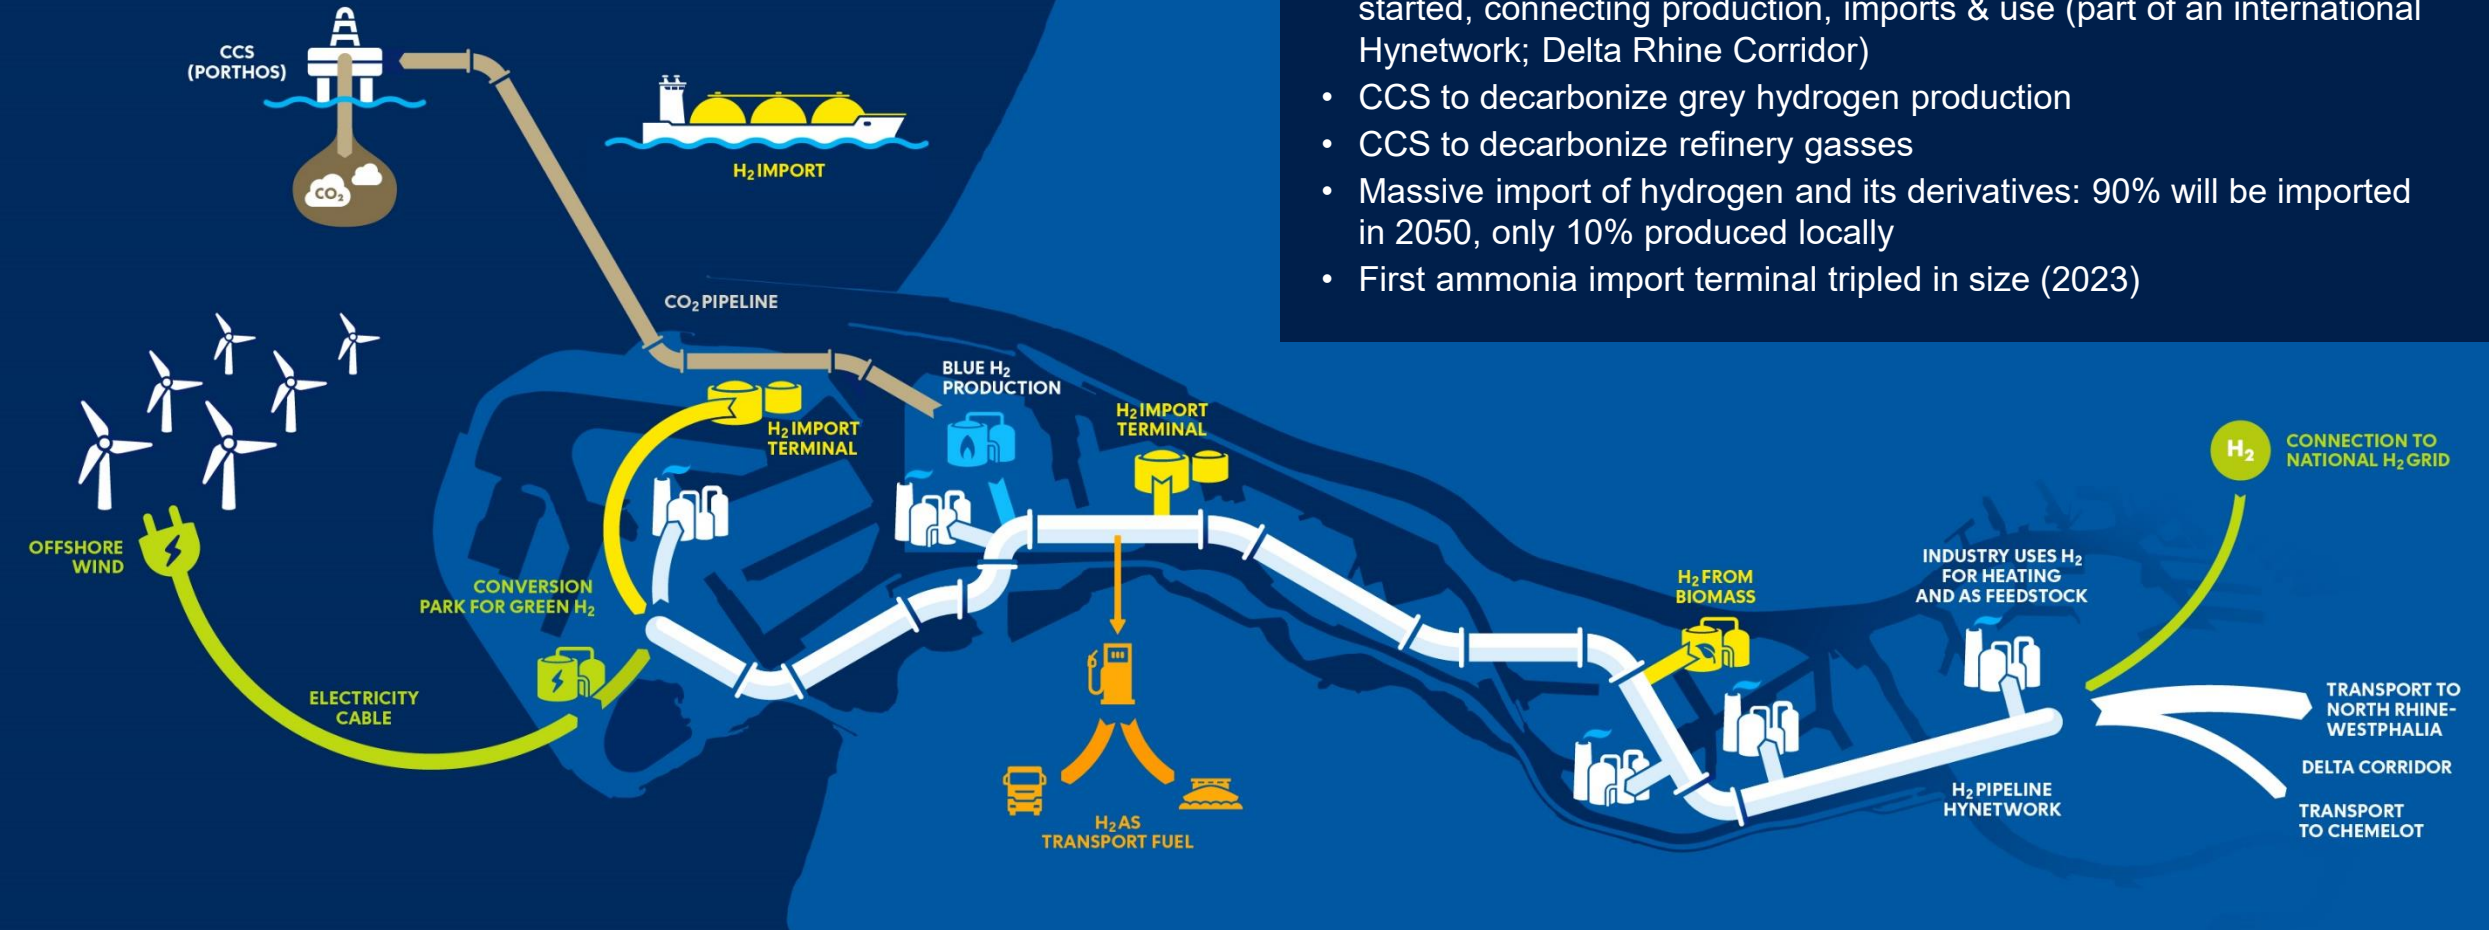 started, connecting production, imports & use (part of an international
Hynetwork; Delta Rhine Corridor)
• CCS to decarbonize grey hydrogen production
• CCS to decarbonize refinery gasses
• Massive import of hydrogen and its derivatives: 90% will be imported
in 2050, only 10% produced locally
• First ammonia import terminal tripled in size (2023)
CCS
(PORTHOS)
CO₂
H₂ IMPORT
CO₂ PIPELINE
BLUE H₂
PRODUCTION
H₂ IMPORT
TERMINAL
H₂ IMPORT
TERMINAL
OFFSHORE
WIND
CONVERSION
PARK FOR GREEN H₂
ELECTRICITY
CABLE
H₂ AS
TRANSPORT FUEL
H₂ FROM
BIOMASS
INDUSTRY USES H₂
FOR HEATING
AND AS FEEDSTOCK
H₂
CONNECTION TO
NATIONAL H₂ GRID
TRANSPORT TO
NORTH RHINE-
WESTPHALIA
DELTA CORRIDOR
TRANSPORT
TO CHEMELOT
H₂ PIPELINE
HYNETWORK